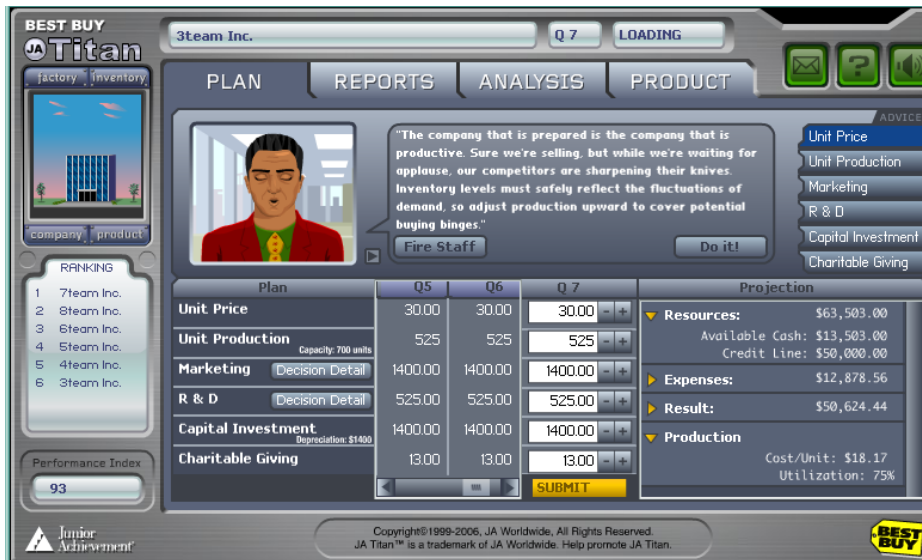 BEST BUY
JA Titan
3team Inc.
Q 7
LOADING
factory inventory
company product
PLAN
REPORTS
ANALYSIS
PRODUCT
ADVICE
"The company that is prepared is the company that is
productive. Sure we're selling, but while we're waiting for
applause, our competitors are sharpening their knives.
Inventory levels must safely reflect the fluctuations of
demand, so adjust production upward to cover potential
buying binges."
Fire Staff
Do it!
Unit Price
Unit Production
Marketing
R & D
Capital Investment
Charitable Giving
RANKING
1 7team Inc.
2 8team Inc.
3 6team Inc.
4 5team Inc.
5 4team Inc.
6 3team Inc.
Performance Index
93
Plan Q5 Q6 Q 7
Unit Price 30.00 30.00 30.00 - +
Unit Production 525 525 525 - +
Capacity: 700 units
Marketing Decision Detail 1400.00 1400.00 1400.00 - +
R & D Decision Detail 525.00 525.00 525.00 - +
Capital Investment 1400.00 1400.00 1400.00 - +
Depreciation: $1400
Charitable Giving 13.00 13.00 13.00 - +
SUBMIT
Projection
Resources: $63,503.00
Available Cash: $13,503.00
Credit Line: $50,000.00
Expenses: $12,878.56
Result: $50,624.44
Production
Cost/Unit: $18.17
Utilization: 75%
Junior
Achievement
Copyright©1999-2006, JA Worldwide, All Rights Reserved.
JA Titan™ is a trademark of JA Worldwide. Help promote JA Titan.
BEST
BUY